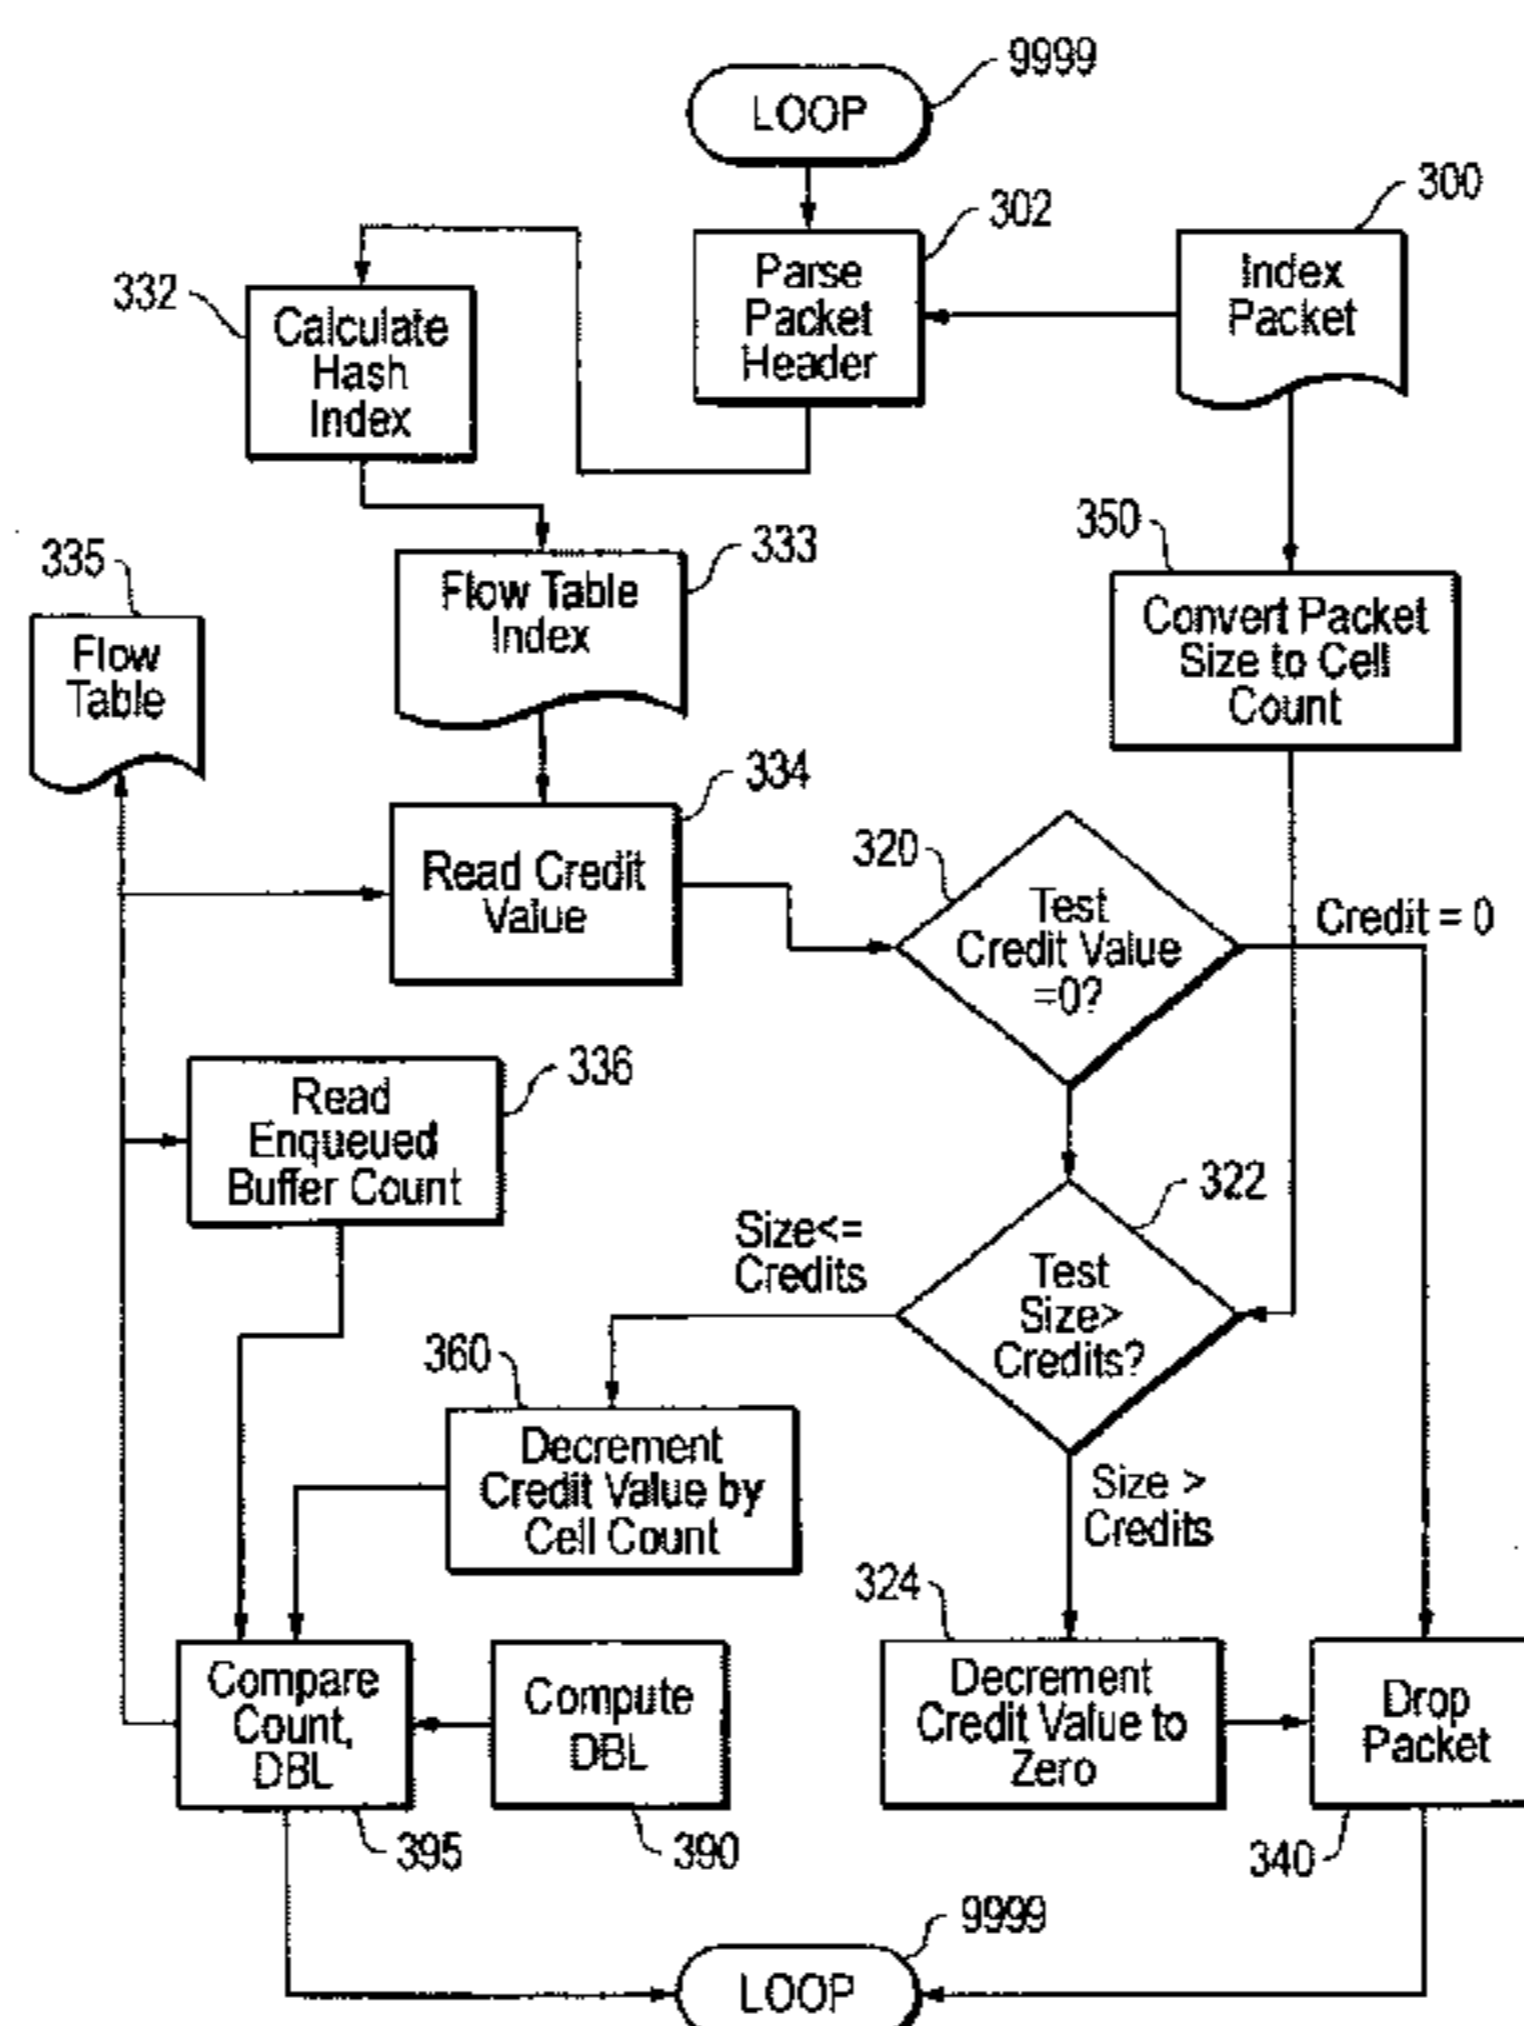 9999
LOOP
300
302
Parse
Packet
Header
Index
Packet
332
Calculate
Hash
Index
335
Flow
Table
333
Flow Table
Index
350
Convert Packet
Size to Cell
Count
334
Read Credit
Value
320
Test
Credit Value
=0?
Credit = 0
336
Read
Enqueued
Buffer Count
322
Test
Size>
Credits?
Size<=
Credits
360
Decrement
Credit Value by
Cell Count
Size >
Credits
324
Decrement
Credit Value to
Zero
Drop
Packet
340
Compare
Count,
DBL
395
Compute
DBL
390
9999
LOOP